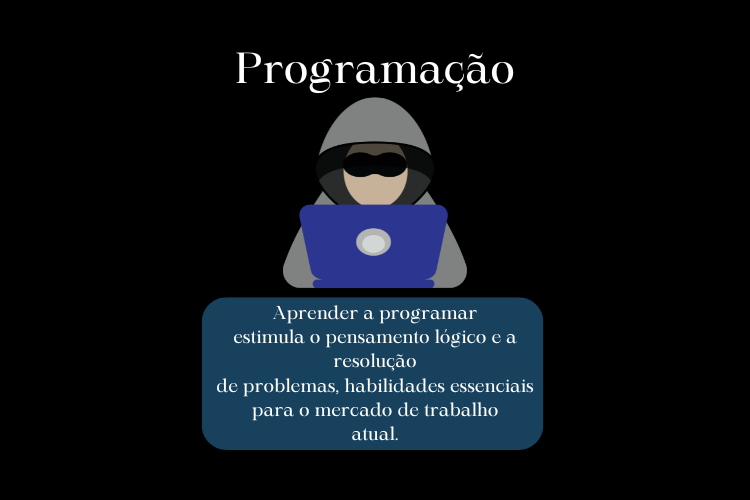 Programação
Aprender a programar
estimula o pensamento lógico e a
resolução
de problemas, habilidades essenciais
para o mercado de trabalho
atual.